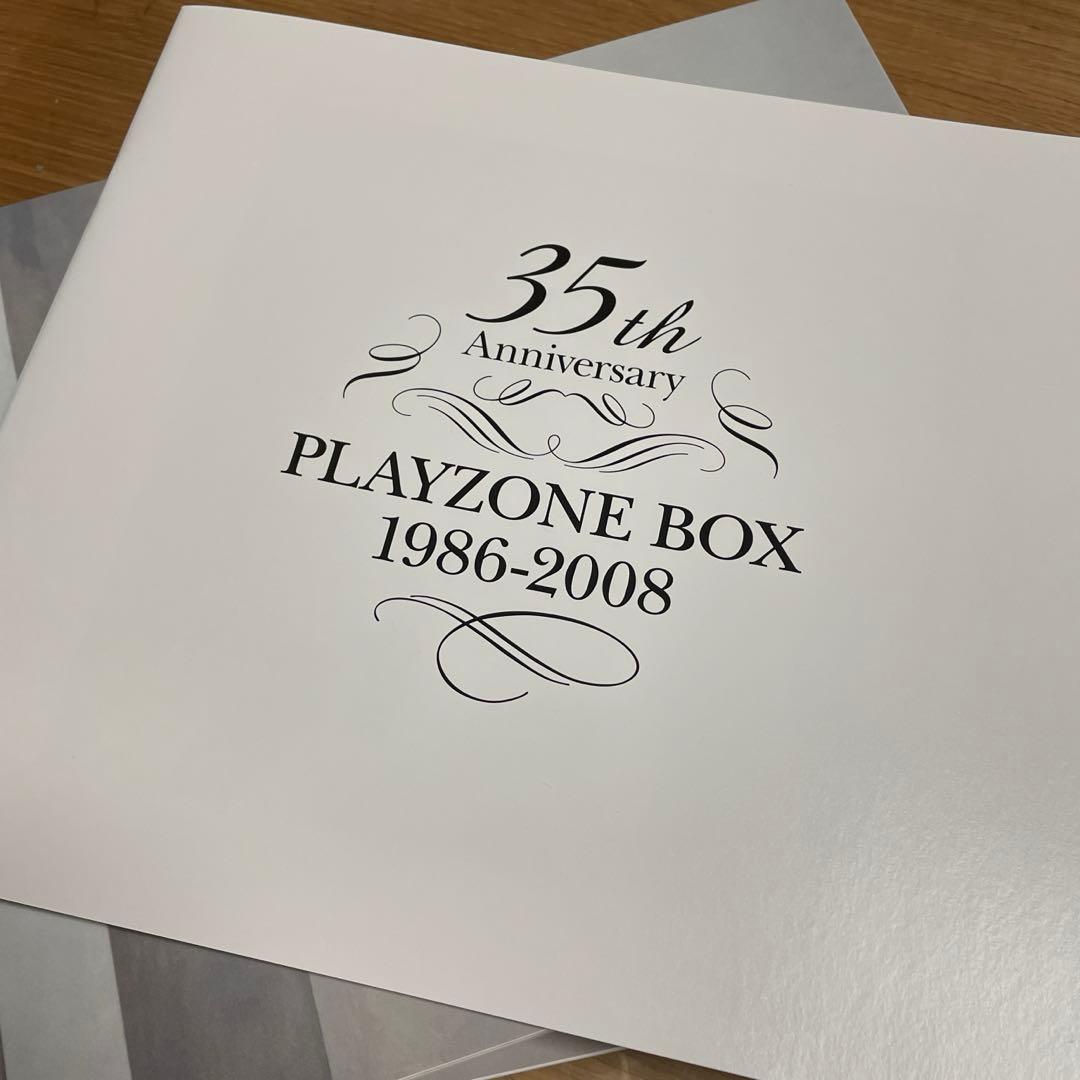 35th
Anniversary
PLAYZONE BOX
1986-2008